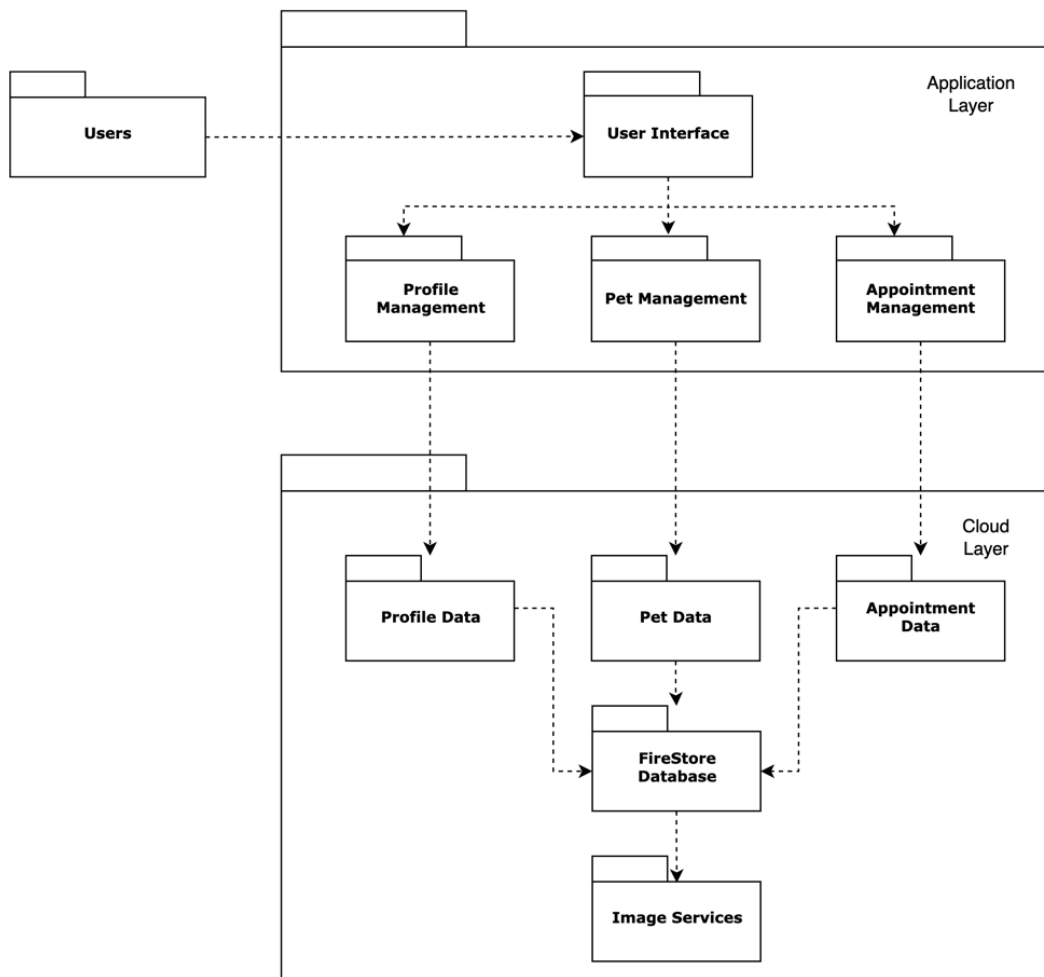 Application
Layer
Users
User Interface
Profile
Management
Pet Management
Appointment
Management
Cloud
Layer
Profile Data
Pet Data
Appointment
Data
FireStore
Database
Image Services